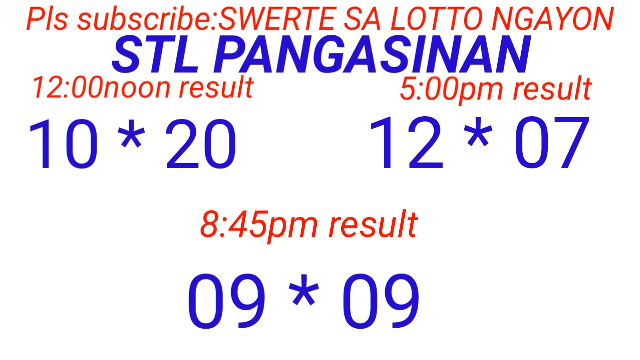 Pls subscribe:SWERTE SA LOTTO NGAYON
STL PANGASINAN
12:00noon result
5:00pm result
10 * 20
12 * 07
8:45pm result
09 * 09